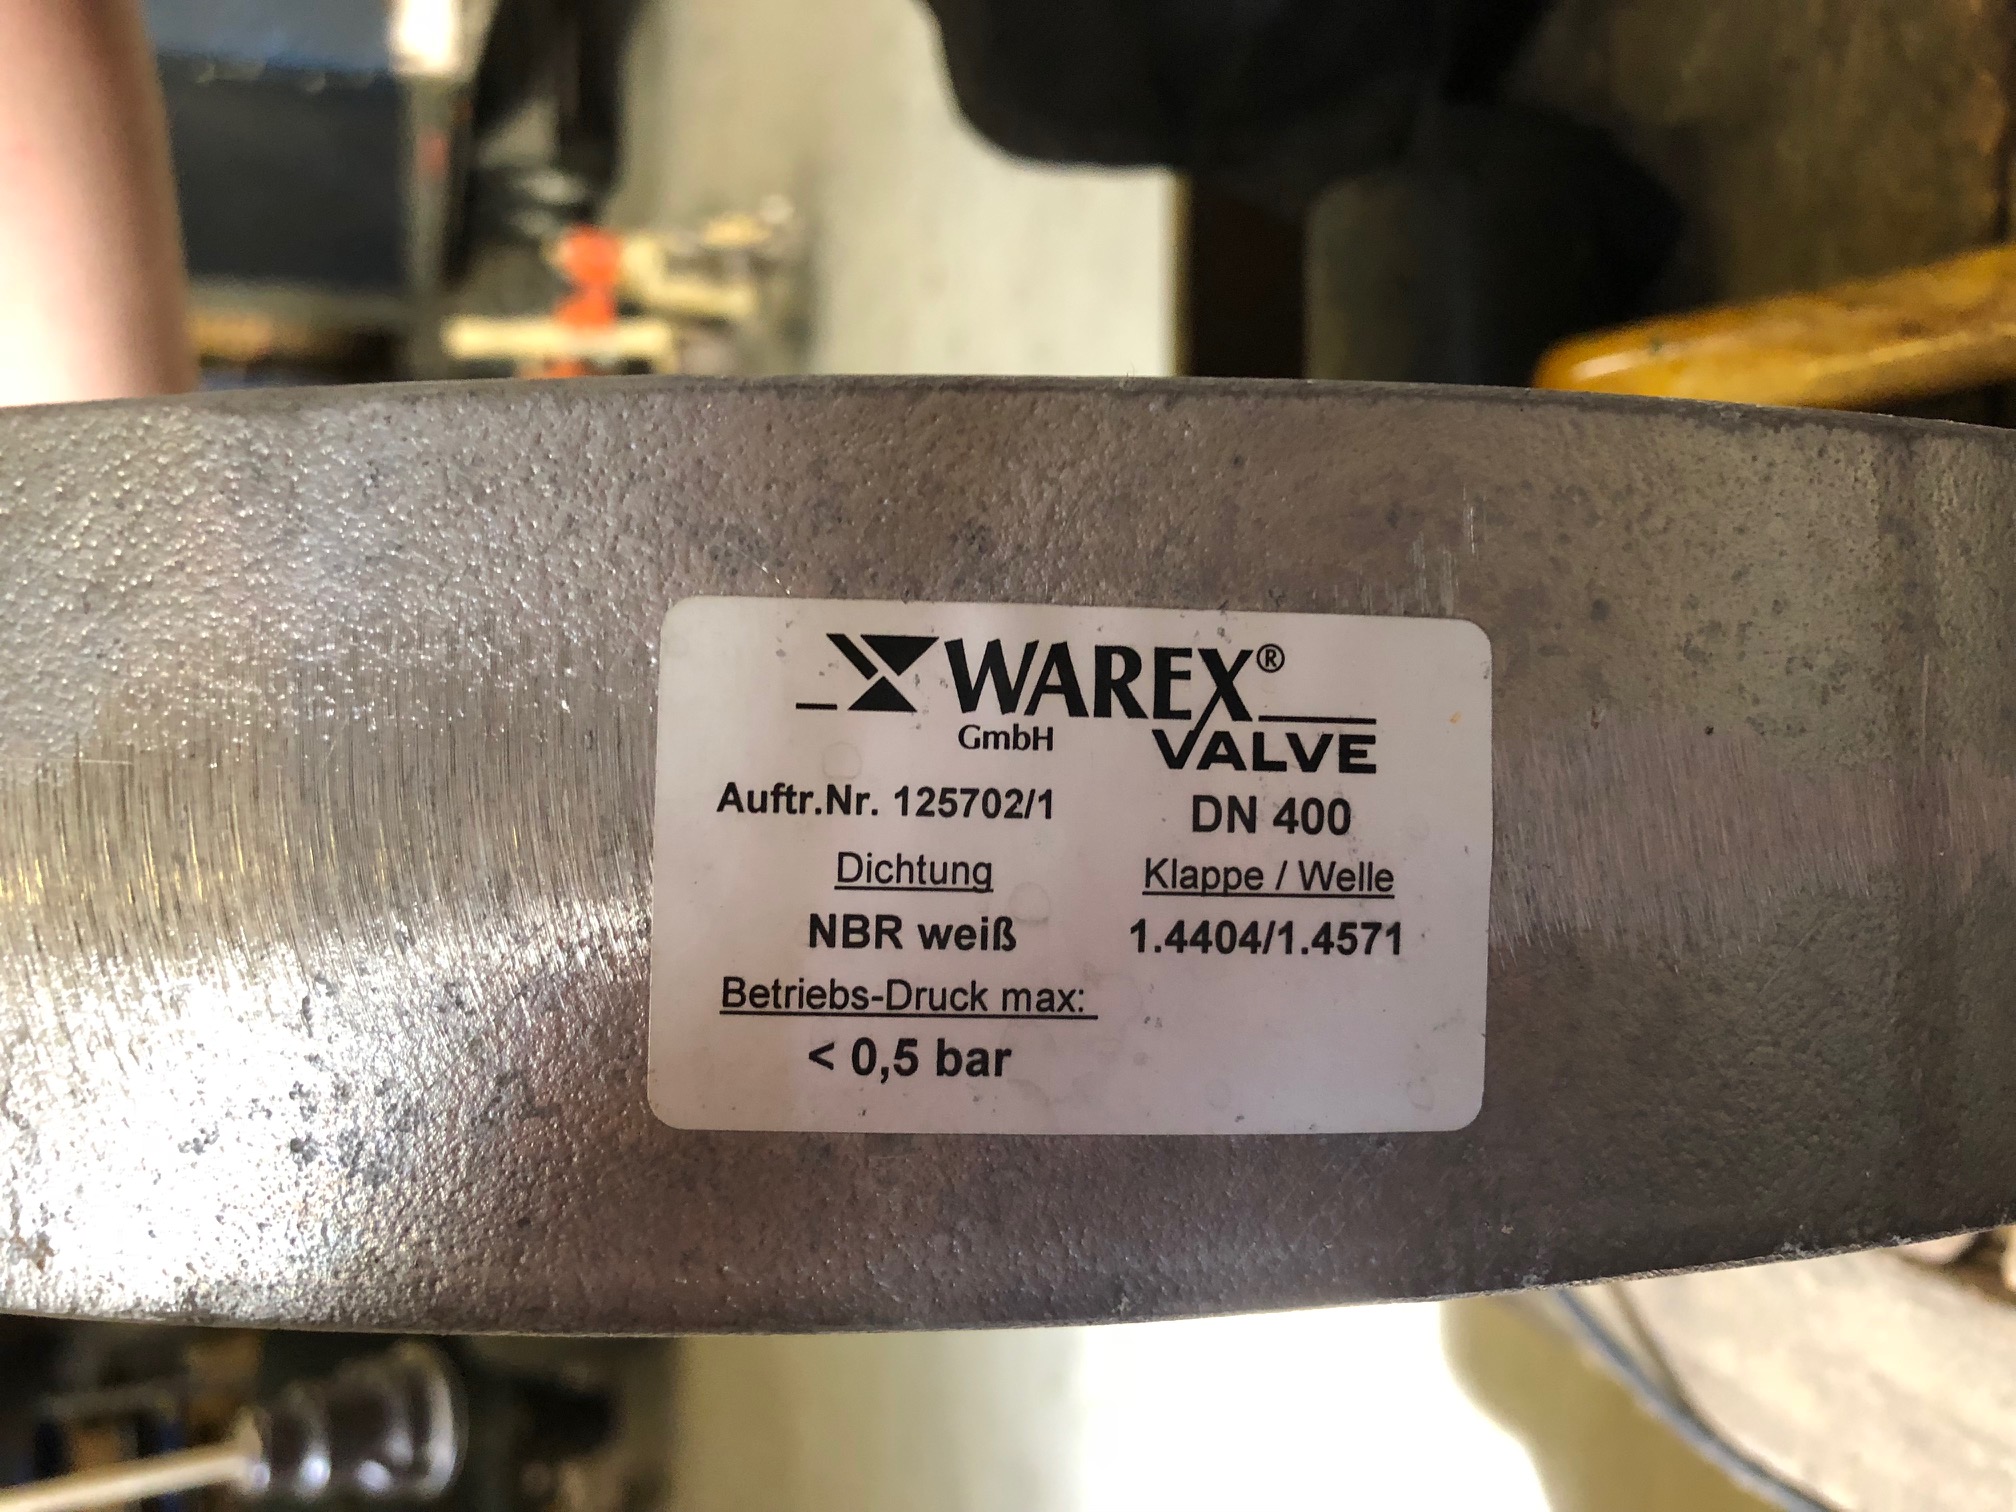 WAREX®
GmbH VALVE
Auftr.Nr. 125702/1 DN 400
Dichtung Klappe / Welle
NBR weiß 1.4404/1.4571
Betriebs-Druck max:
< 0,5 bar